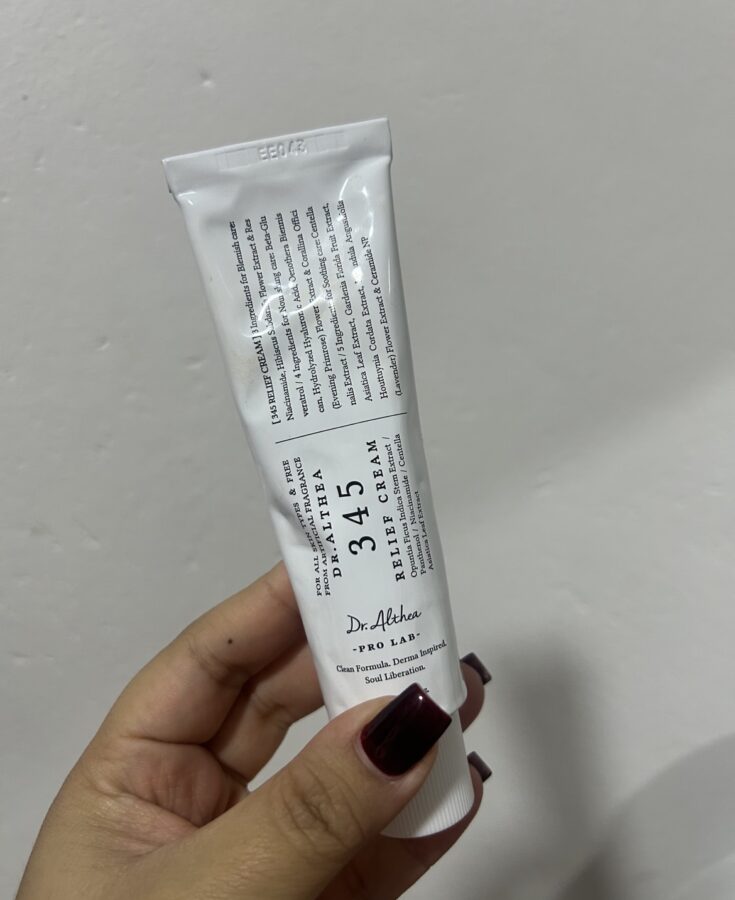 EE043
[ 345 RELIEF CREAM ] 3 Ingredients for Blemish care:
Niacinamide, Hibiscus Flower Extract & Res
veratrol / 4 Ingredients for care: Beta-Glu
can, Hydrolyzed Hyaluronic Acid, Oenothera Biennis
(Evening Primrose) Flower Extract & Corallina Offici
nalis Extract / 5 Ingredients for Soothing care: Centella
Asiatica Leaf Extract, Gardenia Florida Fruit Extract,
Houttuynia Cordata Extract, Angustifolia
(Lavender) Flower Extract & Ceramide NP
FOR ALL SKIN TYPES & FREE
FROM ARTIFICIAL FRAGRANCE
DR. ALTHEA
345
RELIEF CREAM
Opuntia Ficus Indica Stem Extract /
Panthenol / Niacinamide / Centella
Asiatica Leaf Extract
Dr. Althea
-PRO LAB-
Clean Formula. Derma Inspired.
Soul Liberation.